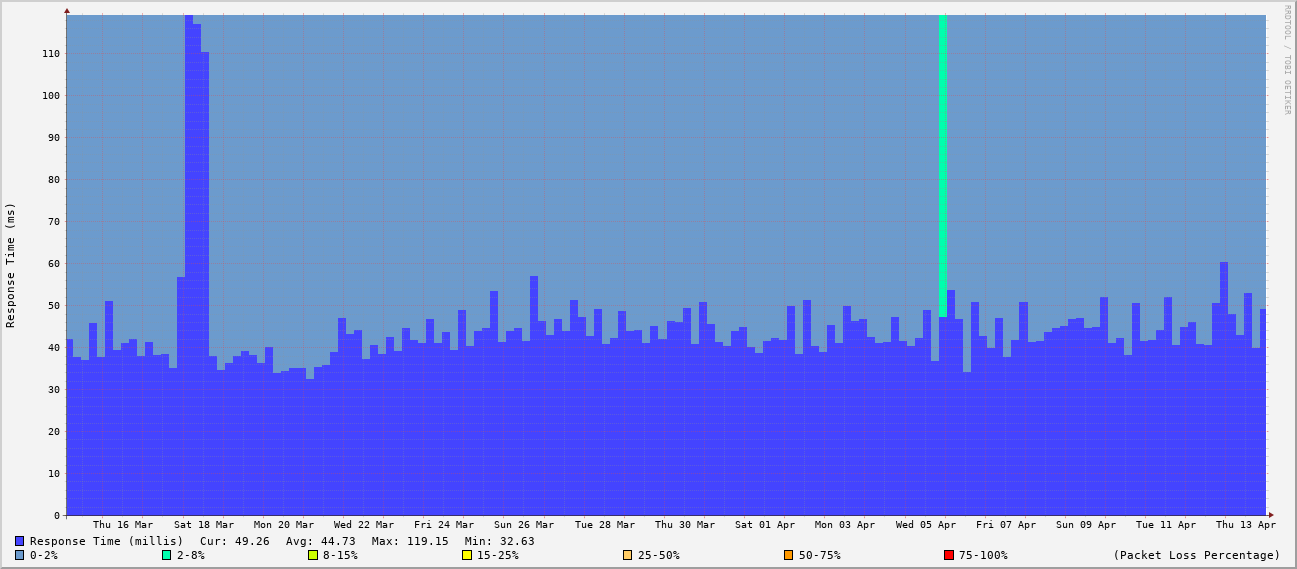 RRDTOOL / TOBI OETIKER
Response Time (ms)
110
100
90
80
70
60
50
40
30
20
10
0
Thu 16 Mar Sat 18 Mar Mon 20 Mar Wed 22 Mar Fri 24 Mar Sun 26 Mar Tue 28 Mar Thu 30 Mar Sat 01 Apr Mon 03 Apr Wed 05 Apr Fri 07 Apr Sun 09 Apr Tue 11 Apr Thu 13 Apr
Response Time (millis) Cur: 49.26 Avg: 44.73 Max: 119.15 Min: 32.63
0-2% 2-8% 8-15% 15-25% 25-50% 50-75% 75-100% (Packet Loss Percentage)